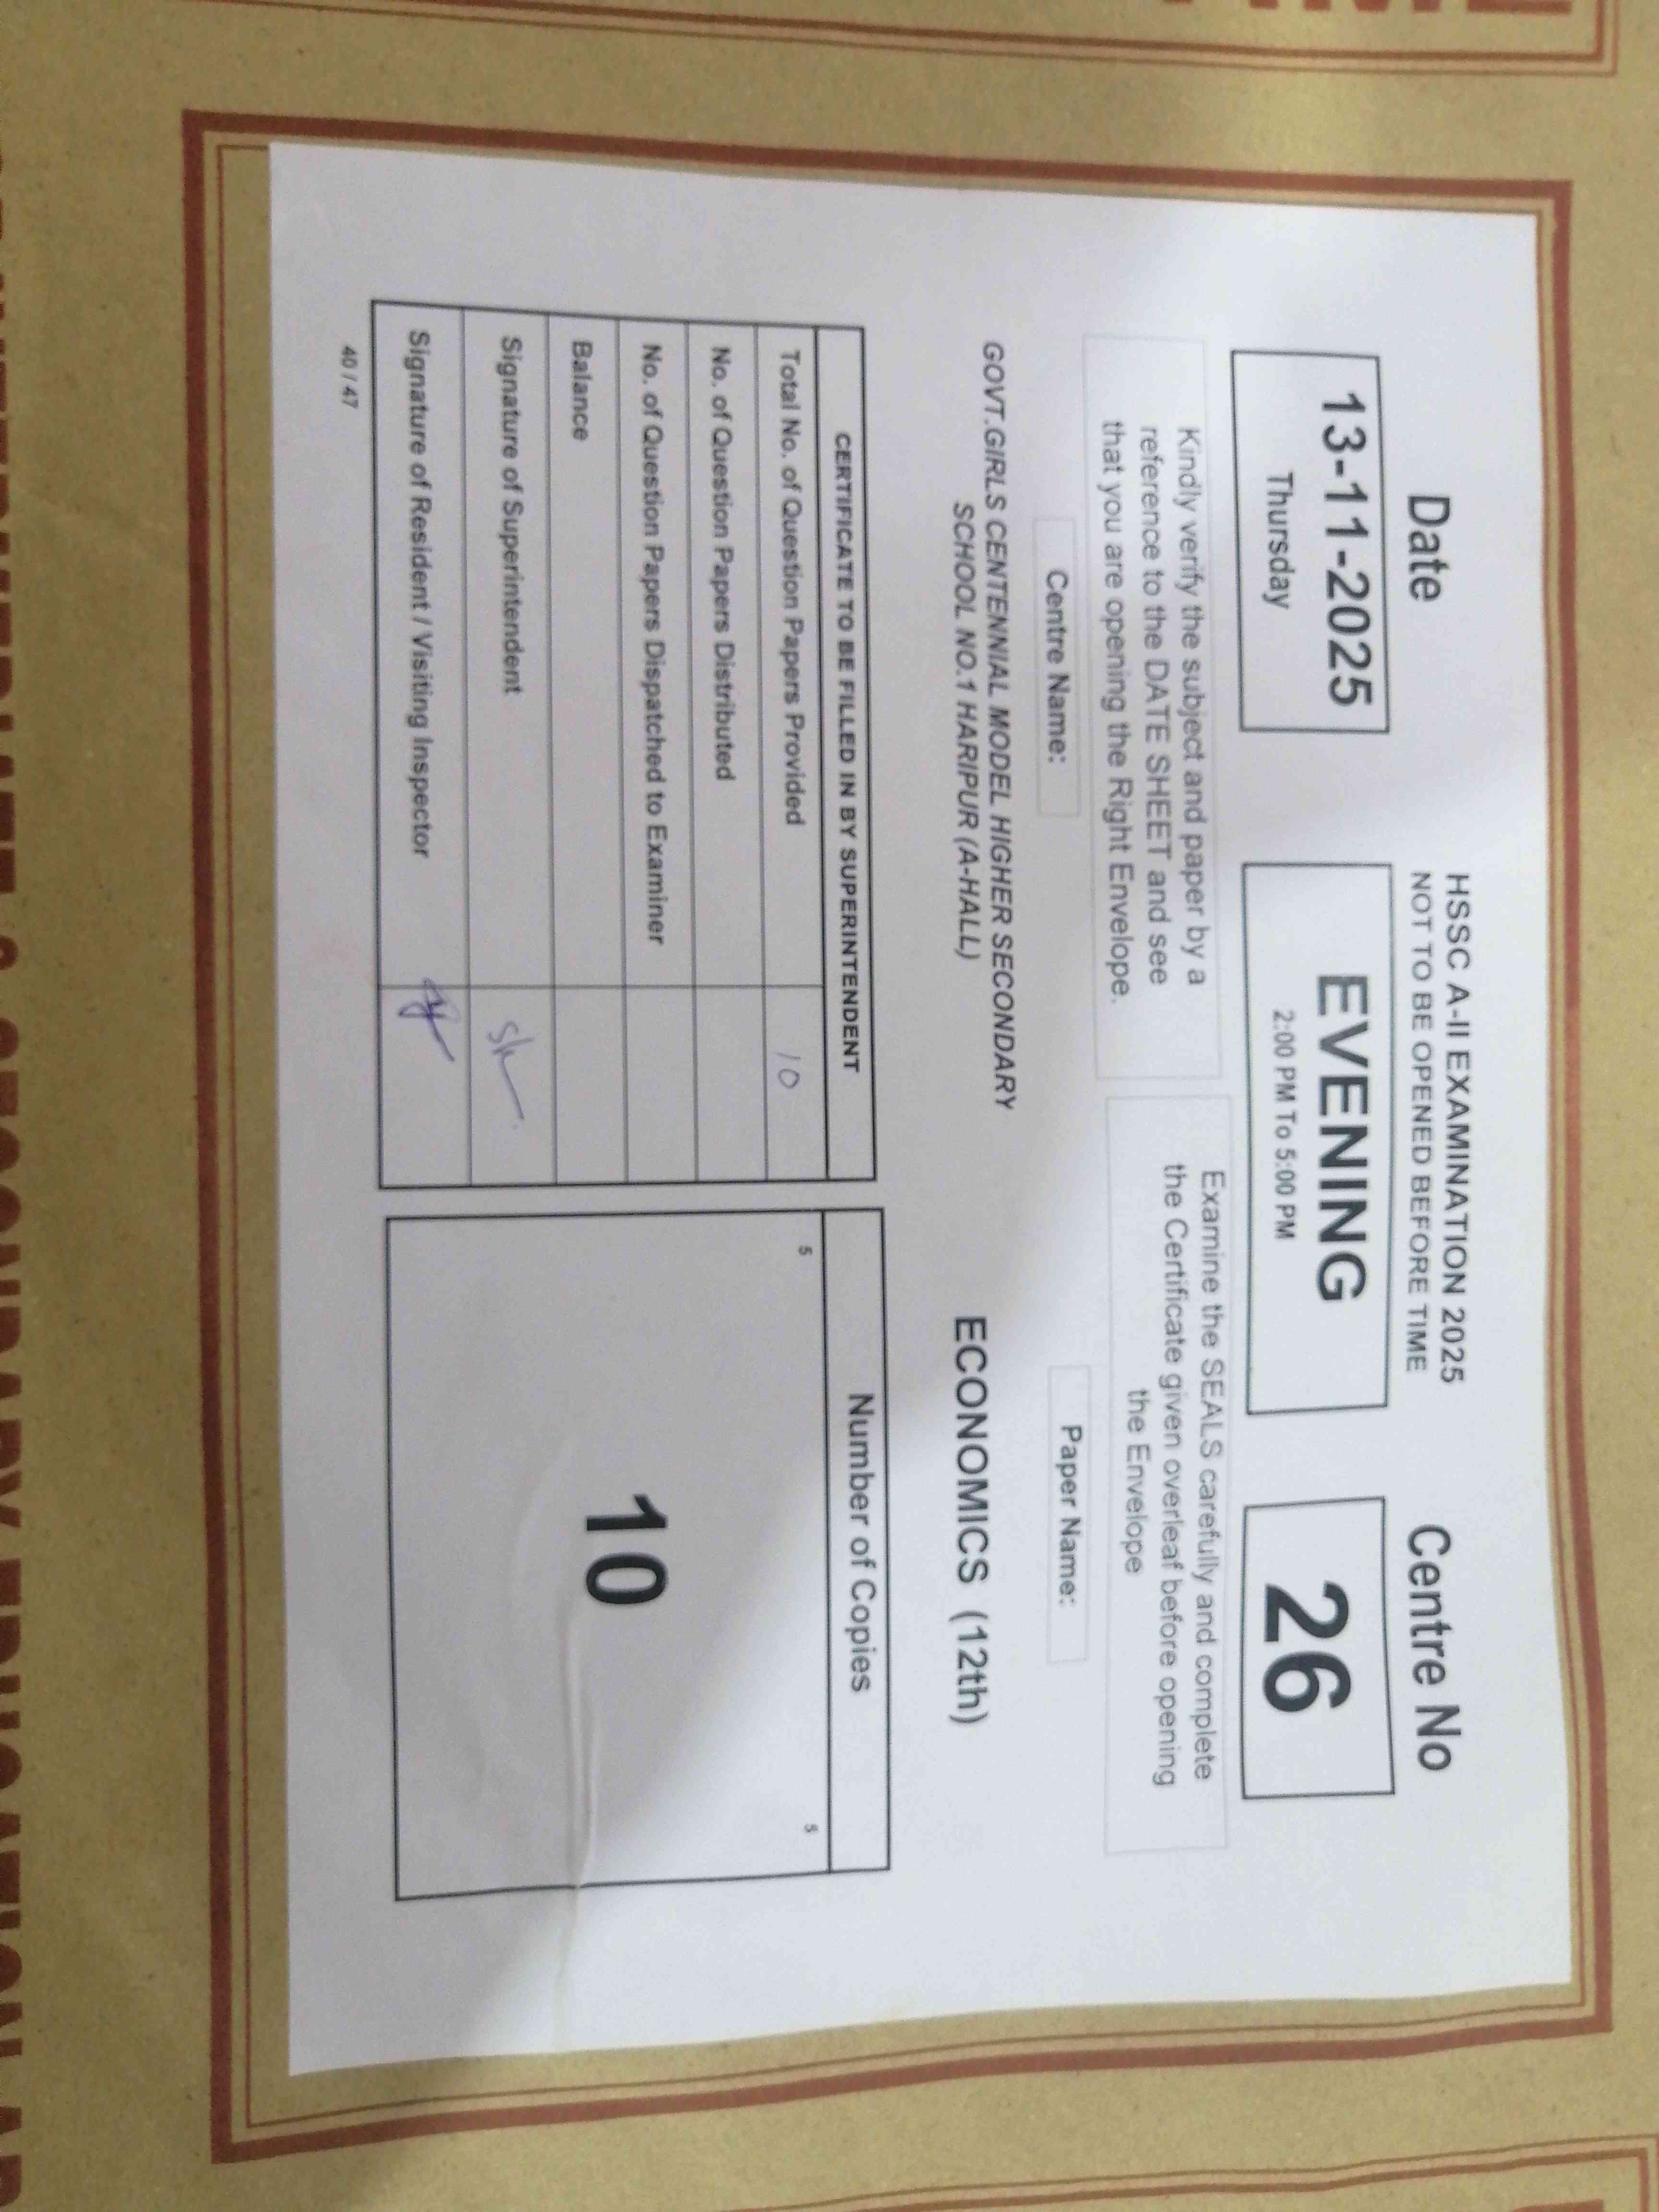 HSSC A-II EXAMINATION 2025
NOT TO BE OPENED BEFORE TIME
Date
Centre No
13-11-2025
Thursday
EVENING
2:00 PM To 5:00 PM
26
Kindly verify the subject and paper by a
reference to the DATE SHEET and see
that you are opening the Right Envelope.
Examine the SEALS carefully and complete
the Certificate given overleaf before opening
the Envelope
Centre Name:
Paper Name:
GOVT.GIRLS CENTENNIAL MODEL HIGHER SECONDARY
SCHOOL NO.1 HARIPUR (A-HALL)
ECONOMICS (12th)
CERTIFICATE TO BE FILLED IN BY SUPERINTENDENT
Total No. of Question Papers Provided 10
No. of Question Papers Distributed
No. of Question Papers Dispatched to Examiner
Balance
Signature of Superintendent
Signature of Resident / Visiting Inspector
Number of Copies
5 5
10
40 / 47